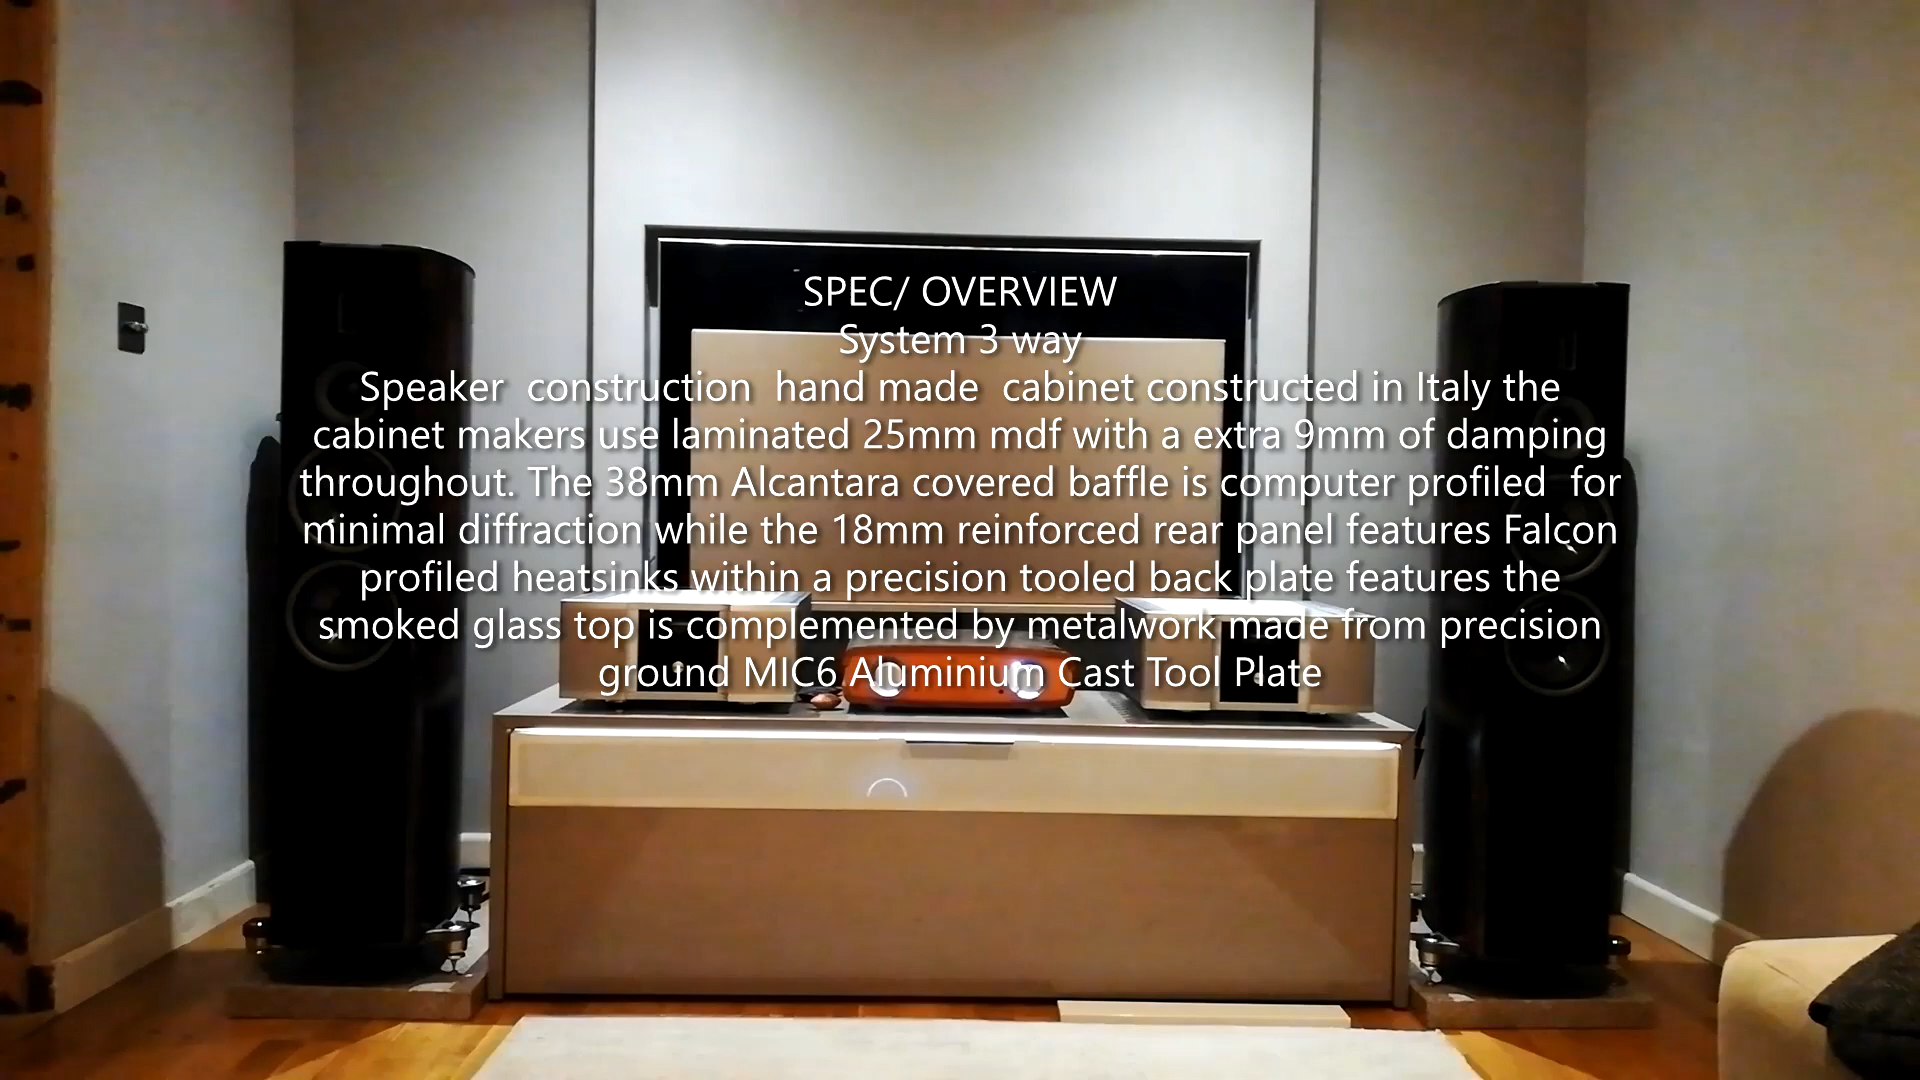 SPEC/ OVERVIEW
System 3 way
Speaker  construction  hand made  cabinet constructed in Italy the
cabinet makers use laminated 25mm mdf with a extra 9mm of damping
throughout. The 38mm Alcantara covered baffle is computer profiled  for
minimal diffraction while the 18mm reinforced rear panel features Falcon
profiled heatsinks within a precision tooled back plate features the
smoked glass top is complemented by metalwork made from precision
ground MIC6 Aluminium Cast Tool Plate